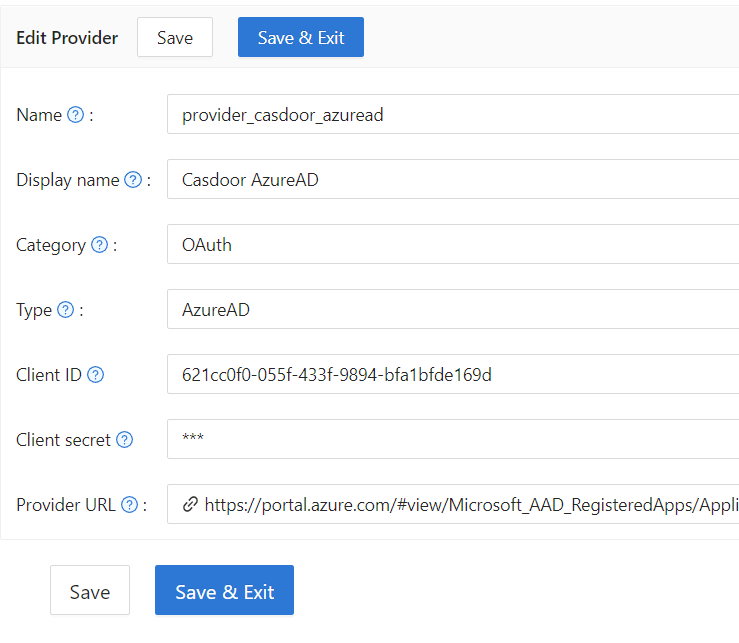 Edit Provider Save Save & Exit
Name ? : provider_casdoor_azuread
Display name ? : Casdoor AzureAD
Category ? : OAuth
Type ? : AzureAD
Client ID ? 621cc0f0-055f-433f-9894-bfa1bfde169d
Client secret ? ***
Provider URL ? : https://portal.azure.com/#view/Microsoft_AAD_RegisteredApps/Appli
Save Save & Exit